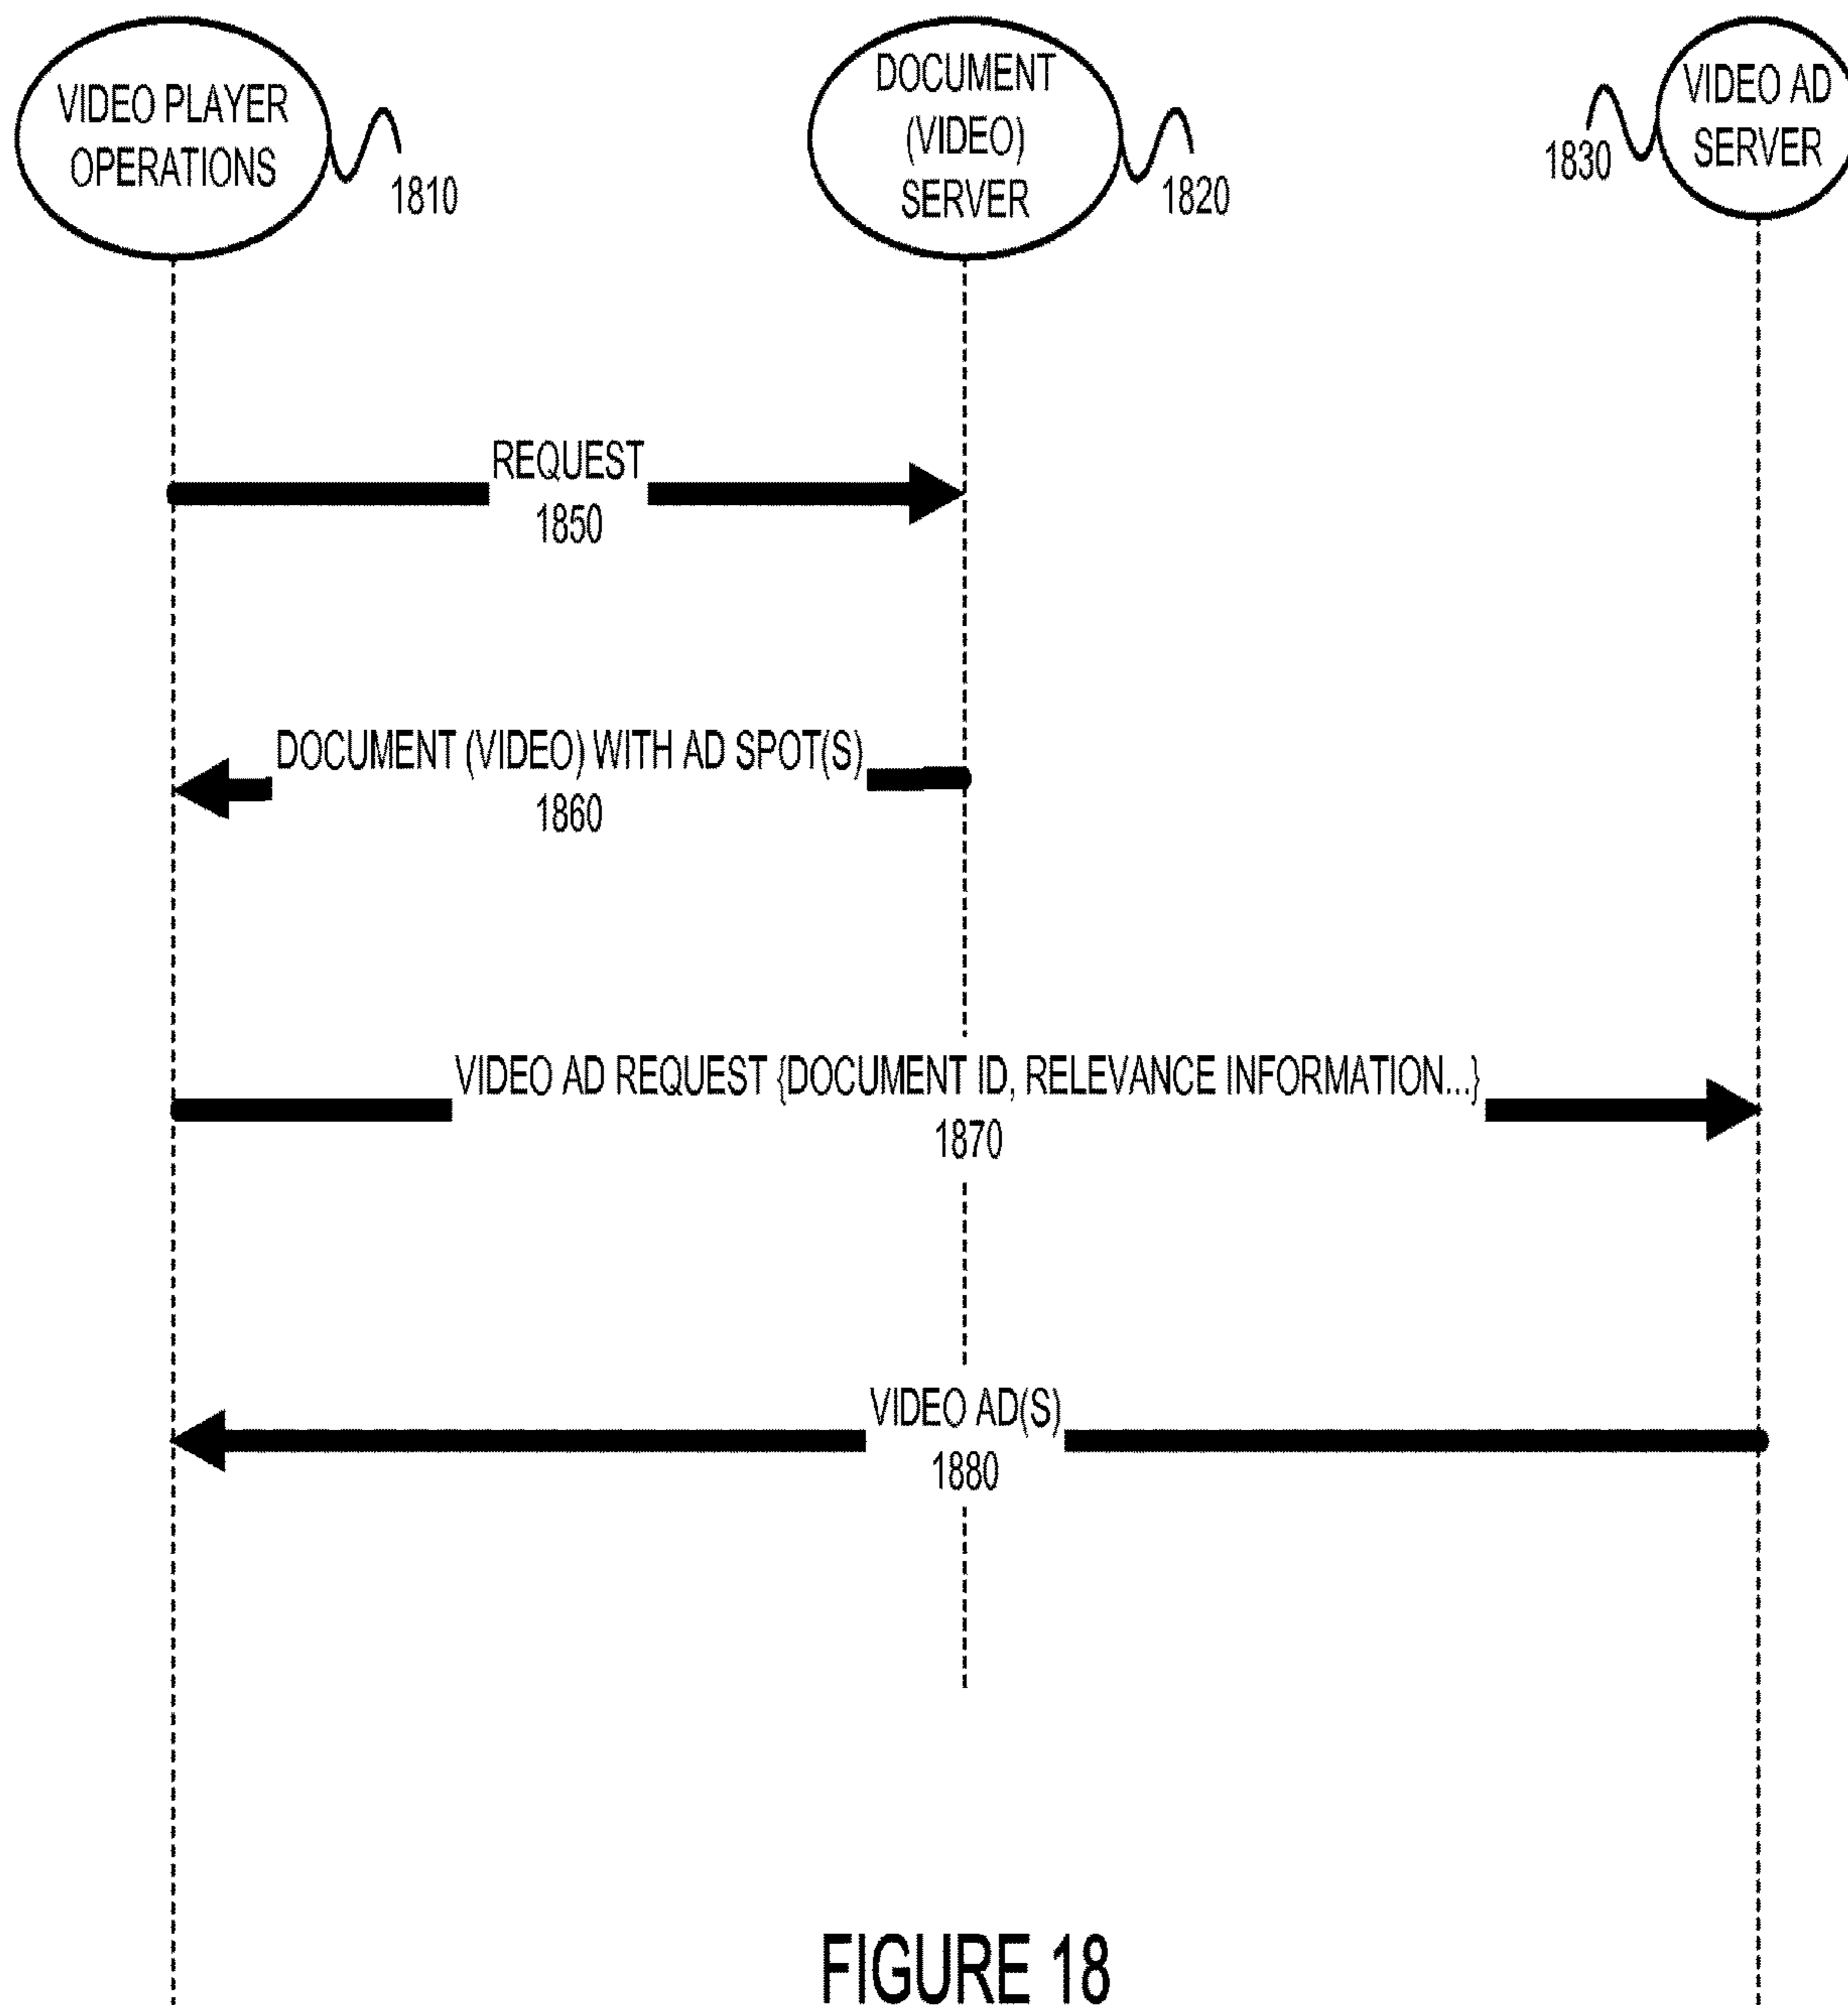 VIDEO PLAYER
OPERATIONS
1810
DOCUMENT
(VIDEO)
SERVER
1820
1830
VIDEO AD
SERVER
REQUEST
1850
DOCUMENT (VIDEO) WITH AD SPOT(S)
1860
VIDEO AD REQUEST {DOCUMENT ID, RELEVANCE INFORMATION...}
1870
VIDEO AD(S)
1880
FIGURE 18